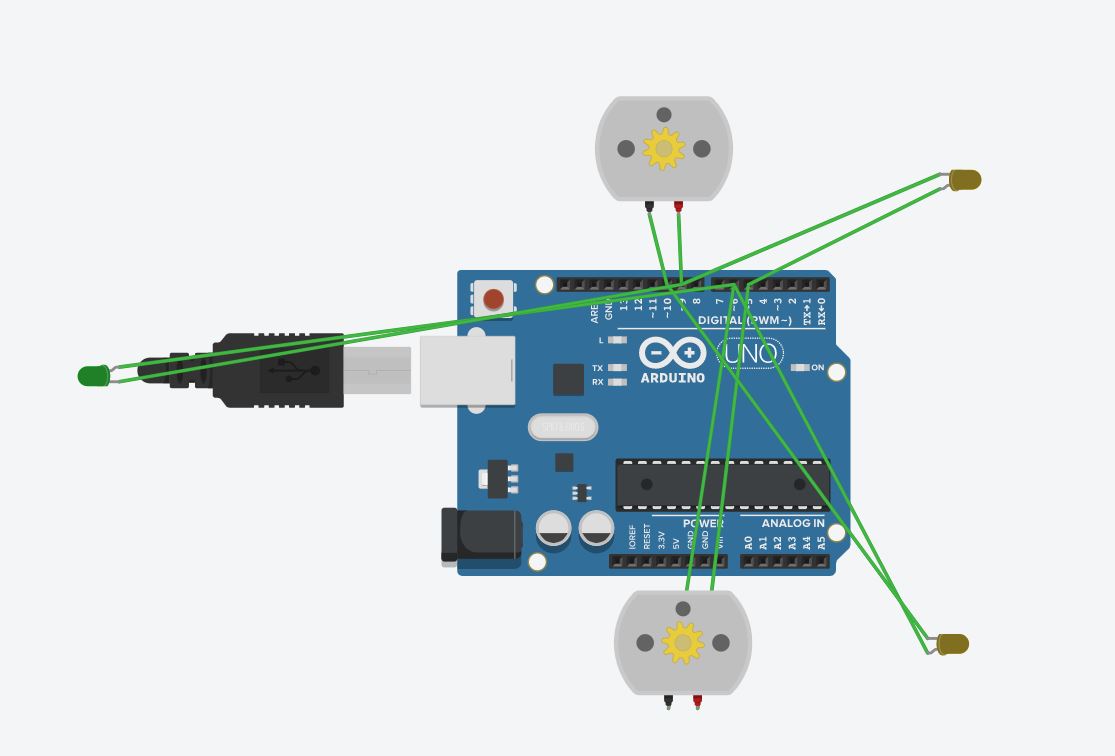 AREF
GND
13
12
~11
~10
~9
8
7
~6
~5
4
~3
2
TX→1
RX←0
DIGITAL (PWM~)
L
TX
RX
UNO
ARDUINO
ON
POWER
ANALOG IN
IOREF
RESET
3.3V
5V
GND
GND
VIN
A0
A1
A2
A3
A4
A5